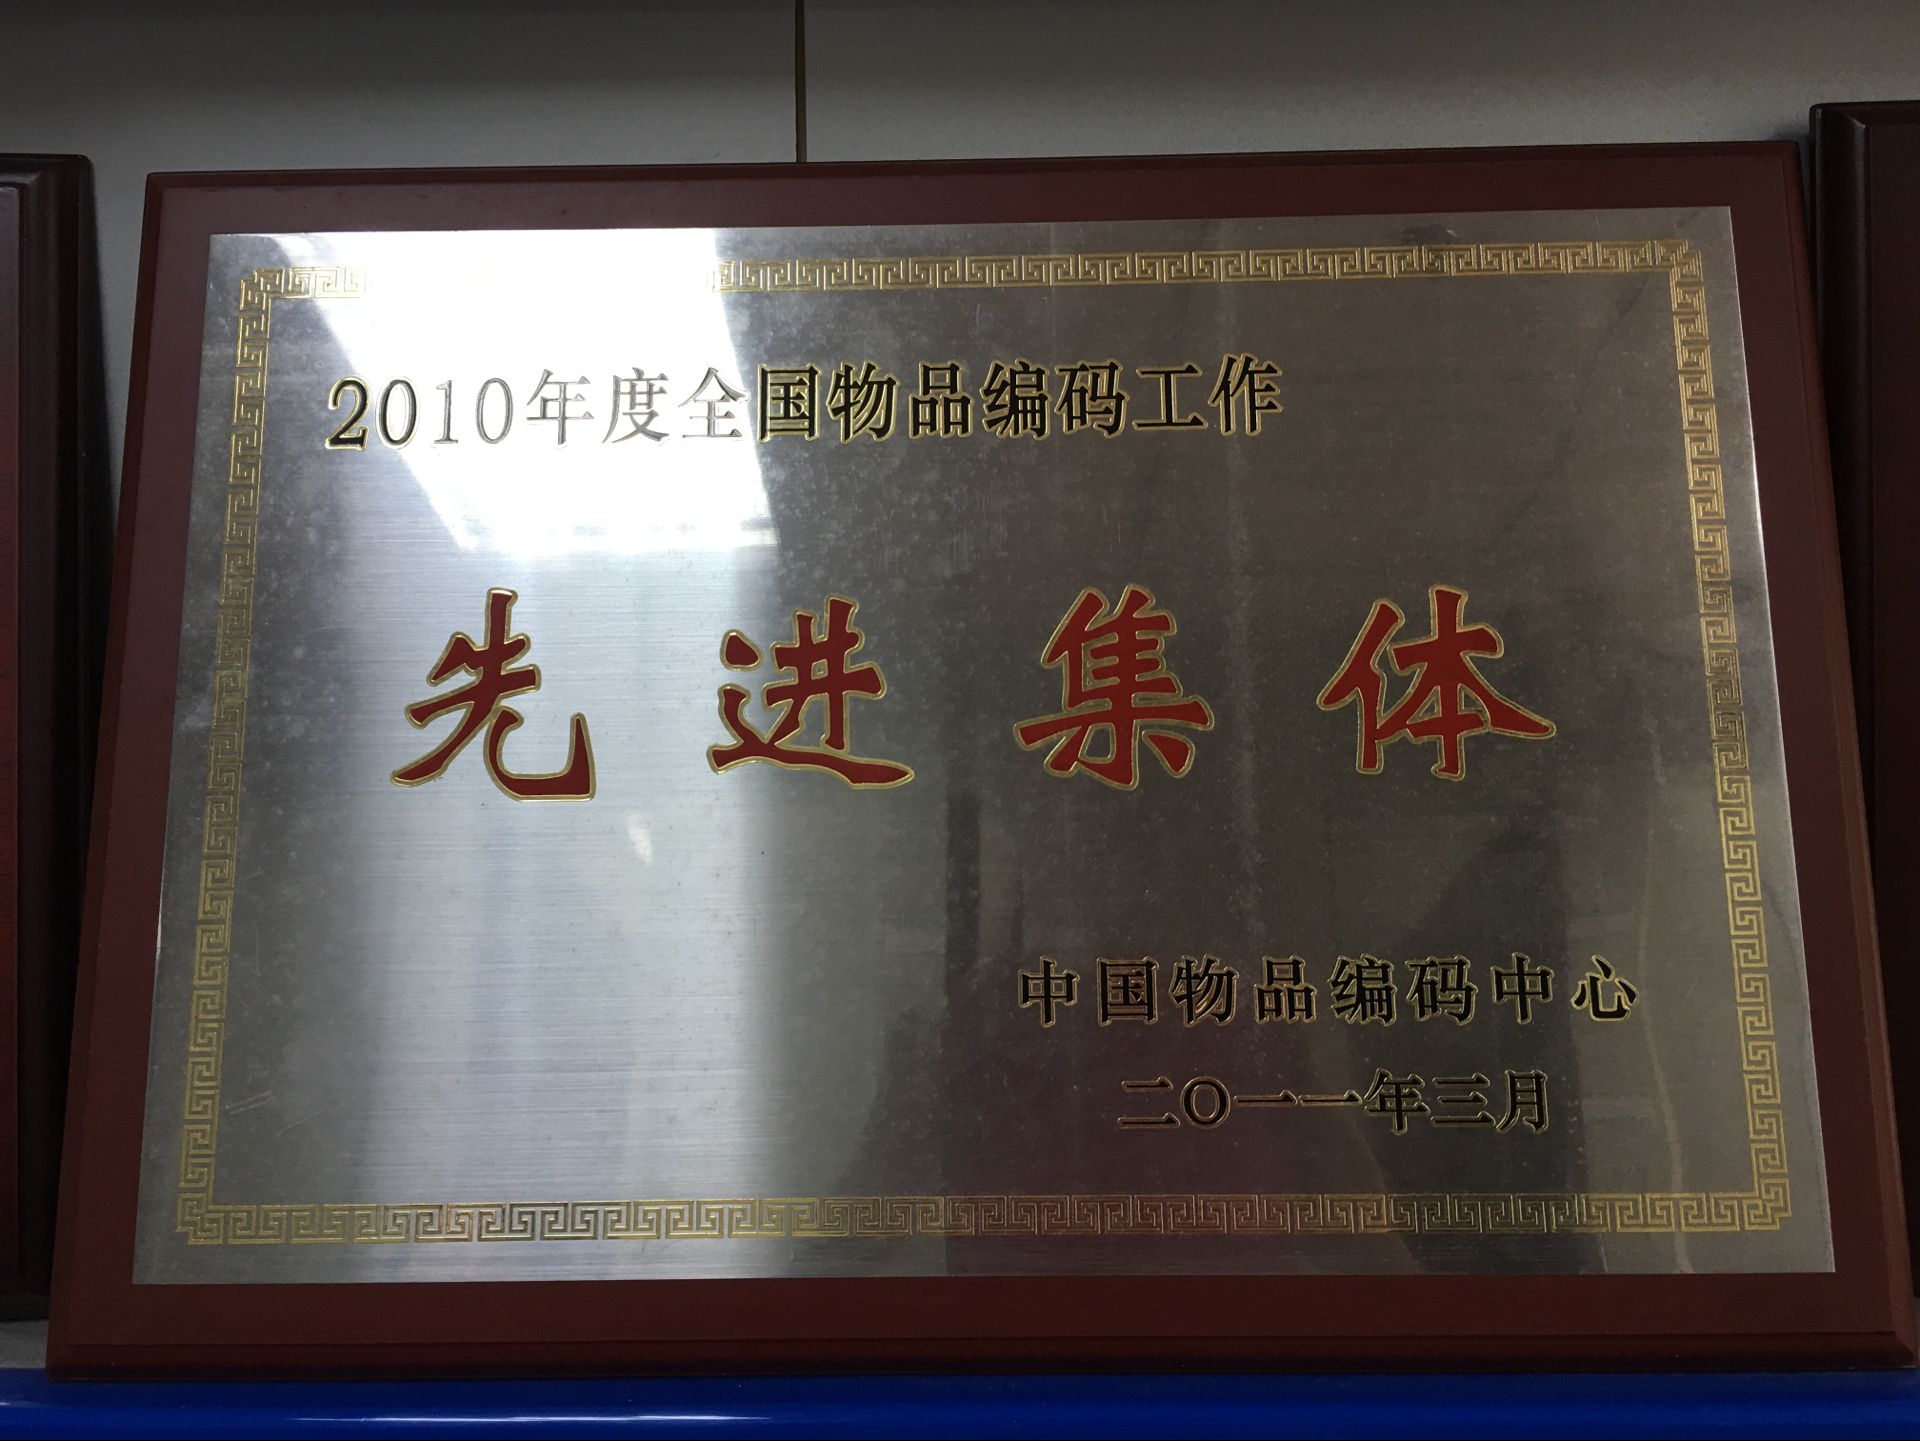 2010年度全国物品编码工作
先进集体
中国物品编码中心
二〇一一年三月